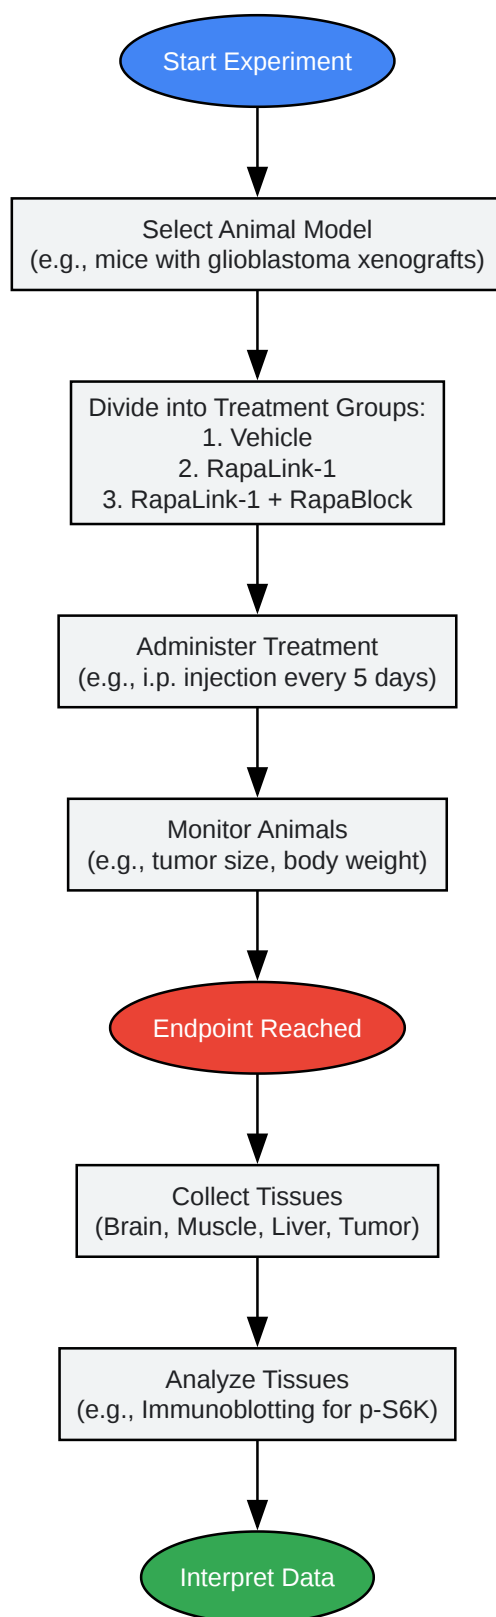 Start Experiment
Select Animal Model
(e.g., mice with glioblastoma xenografts)
Divide into Treatment Groups:
1. Vehicle
2. RapaLink-1
3. RapaLink-1 + RapaBlock
Administer Treatment
(e.g., i.p. injection every 5 days)
Monitor Animals
(e.g., tumor size, body weight)
Endpoint Reached
Collect Tissues
(Brain, Muscle, Liver, Tumor)
Analyze Tissues
(e.g., Immunoblotting for p-S6K)
Interpret Data